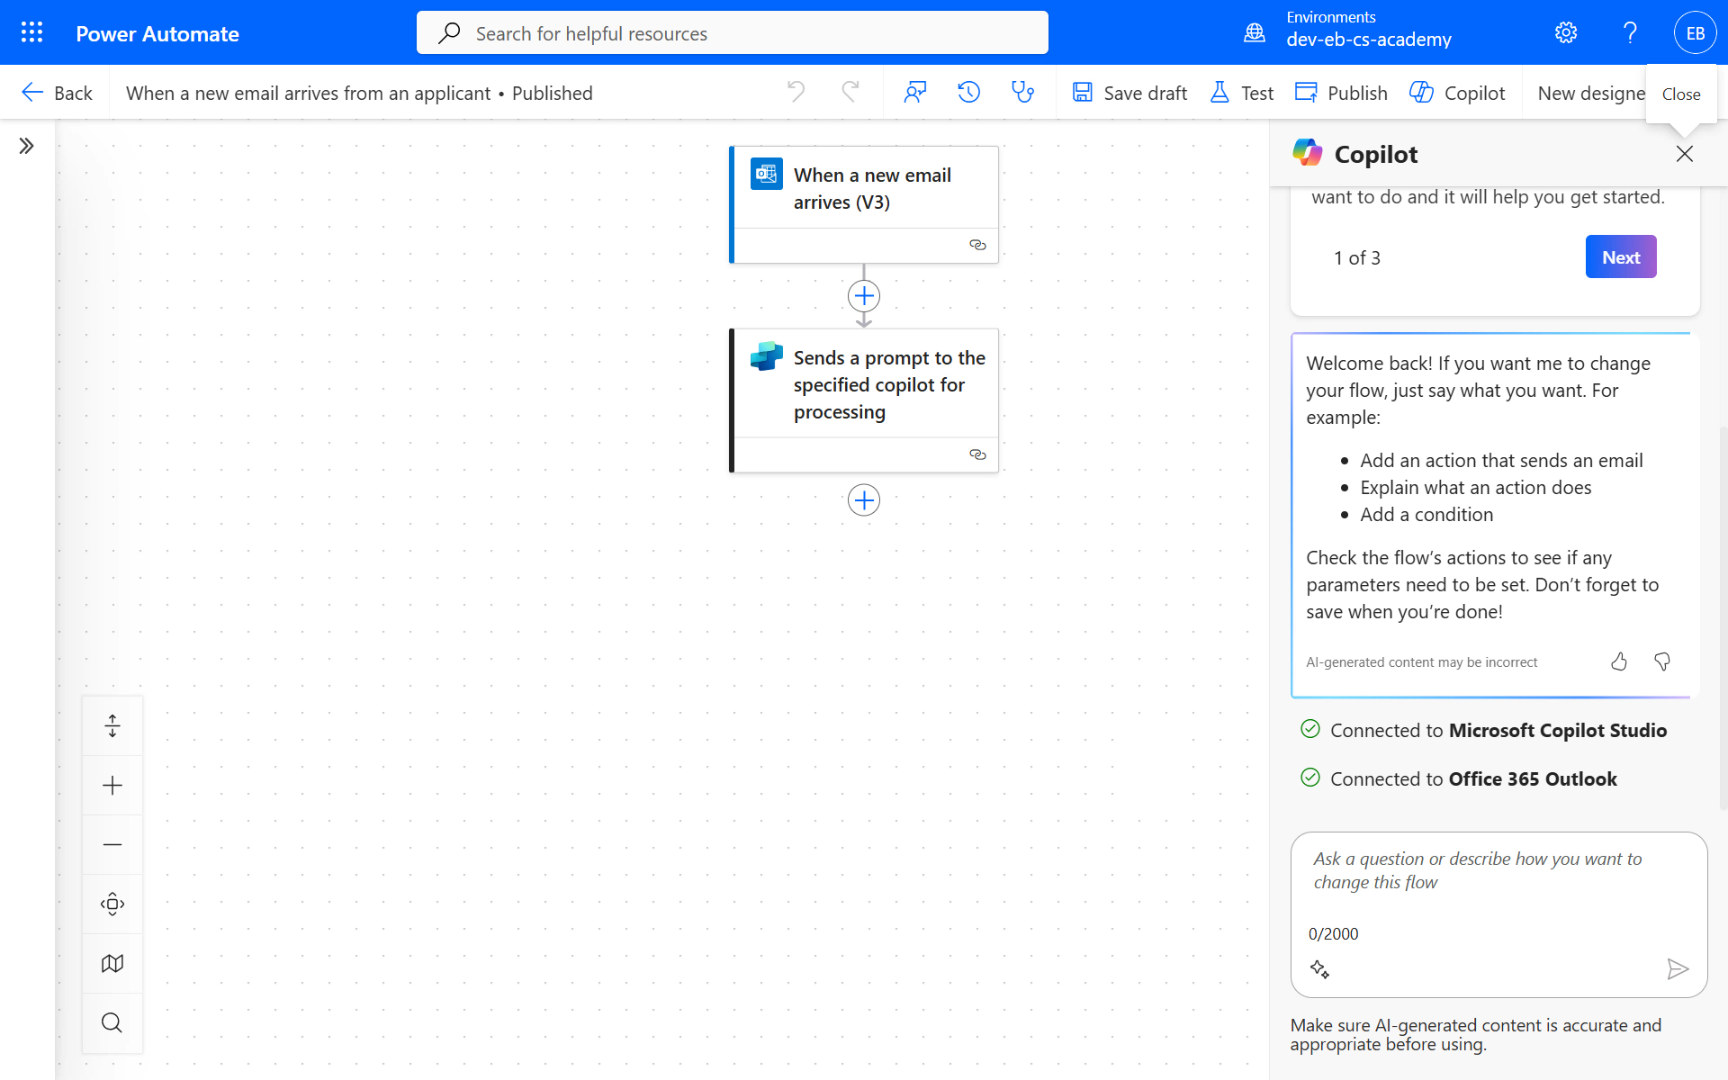 Power Automate
Search for helpful resources
Environments
dev-eb-cs-academy
EB
Back
When a new email arrives from an applicant • Published
Save draft
Test
Publish
Copilot
New designe
Close
When a new email
arrives (V3)
Sends a prompt to the
specified copilot for
processing
Copilot
want to do and it will help you get started.
1 of 3
Next
Welcome back! If you want me to change
your flow, just say what you want. For
example:
• Add an action that sends an email
• Explain what an action does
• Add a condition
Check the flow’s actions to see if any
parameters need to be set. Don’t forget to
save when you’re done!
AI-generated content may be incorrect
Connected to Microsoft Copilot Studio
Connected to Office 365 Outlook
Ask a question or describe how you want to
change this flow
0/2000
Make sure AI-generated content is accurate and
appropriate before using.